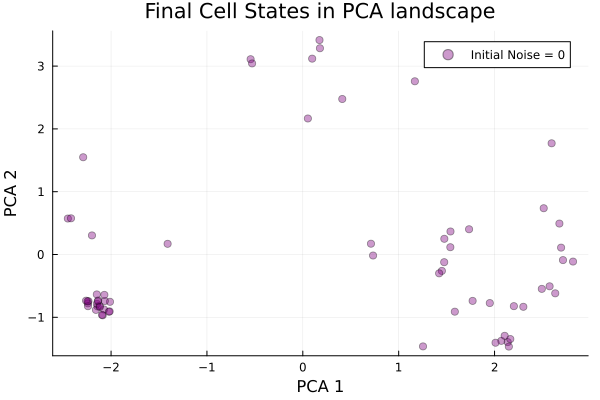 Final Cell States in PCA landscape
Initial Noise = 0
PCA 2
3
2
1
0
−1
−2
−1
0
1
2
PCA 1